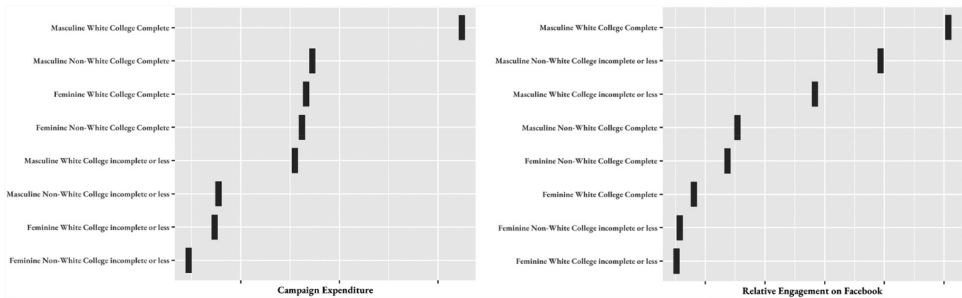 Masculine White College Complete
Masculine Non-White College Complete
Feminine White College Complete
Feminine Non-White College Complete
Masculine White College incomplete or less
Masculine Non-White College incomplete or less
Feminine White College incomplete or less
Feminine Non-White College incomplete or less
Campaign Expenditure
Masculine White College Complete
Masculine Non-White College incomplete or less
Masculine White College incomplete or less
Masculine Non-White College Complete
Feminine Non-White College Complete
Feminine White College Complete
Feminine Non-White College incomplete or less
Feminine White College incomplete or less
Relative Engagement on Facebook